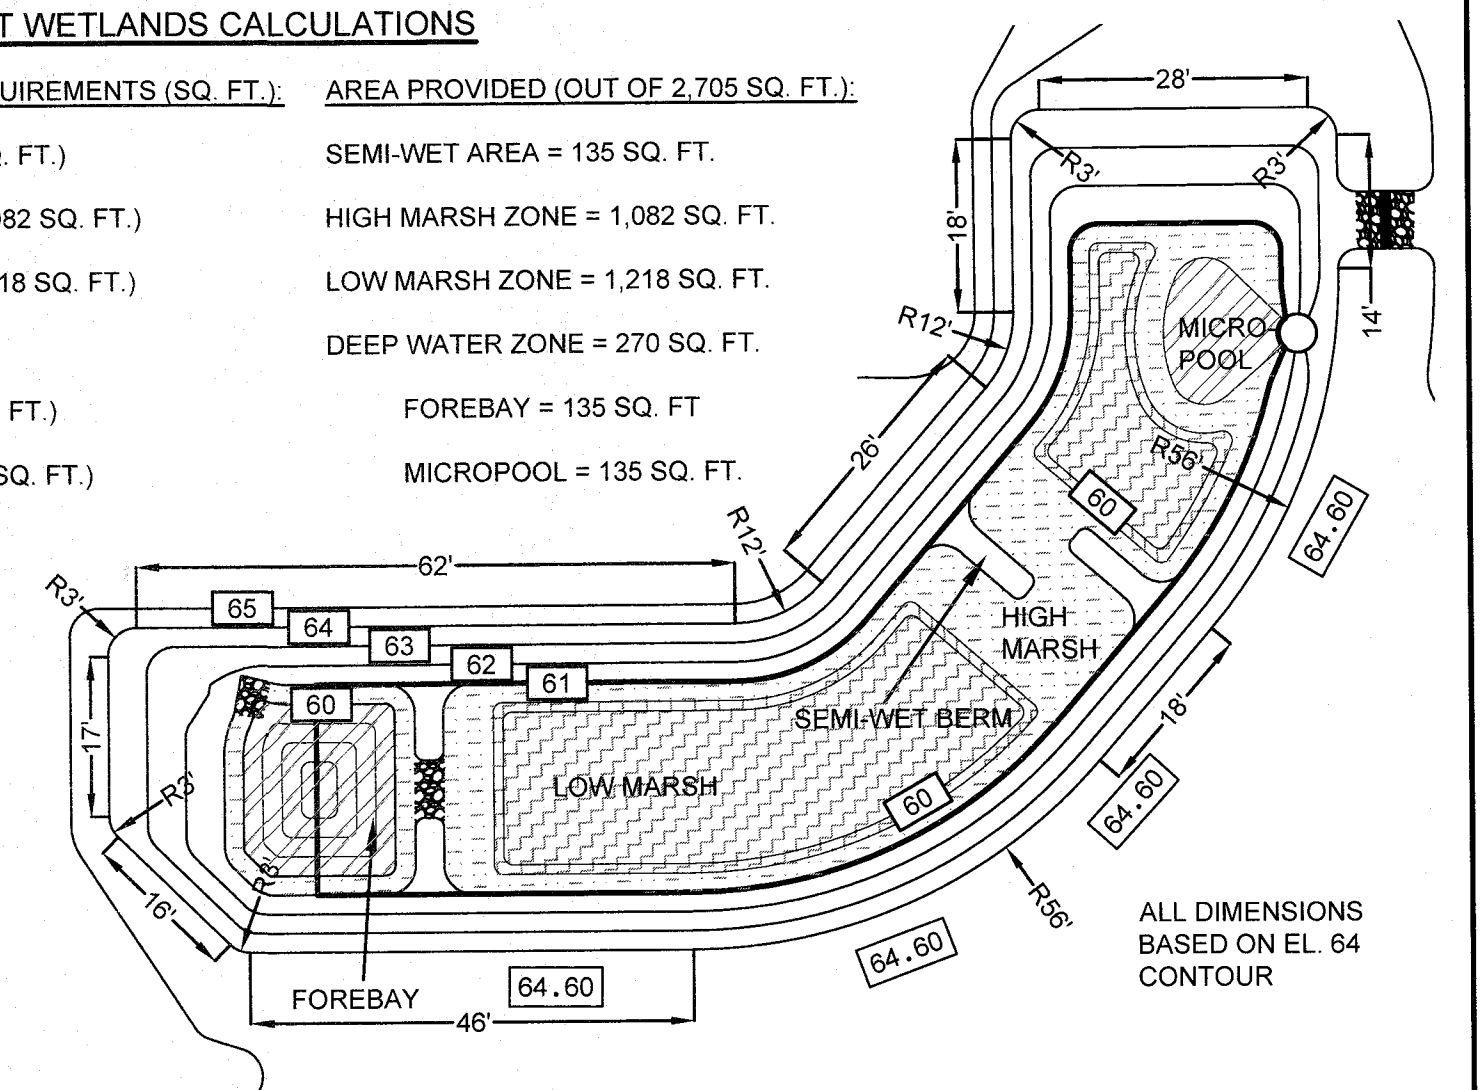 T WETLANDS CALCULATIONS
UIREMENTS (SQ. FT.):
. FT.)
082 SQ. FT.)
18 SQ. FT.)
FT.)
SQ. FT.)
AREA PROVIDED (OUT OF 2,705 SQ. FT.):
SEMI-WET AREA = 135 SQ. FT.
HIGH MARSH ZONE = 1,082 SQ. FT.
LOW MARSH ZONE = 1,218 SQ. FT.
DEEP WATER ZONE = 270 SQ. FT.
FOREBAY = 135 SQ. FT
MICROPOOL = 135 SQ. FT.
28'
R3'
R3'
18'
14'
R12'
MICRO-
POOL
26'
R56'
60
64.60
R12'
62'
R3'
65
64
63
62
61
60
HIGH
MARSH
SEMI-WET BERM
18'
17'
R3'
LOW MARSH
60
64.60
R3'
16'
R56'
64.60
FOREBAY
64.60
46'
ALL DIMENSIONS
BASED ON EL. 64
CONTOUR